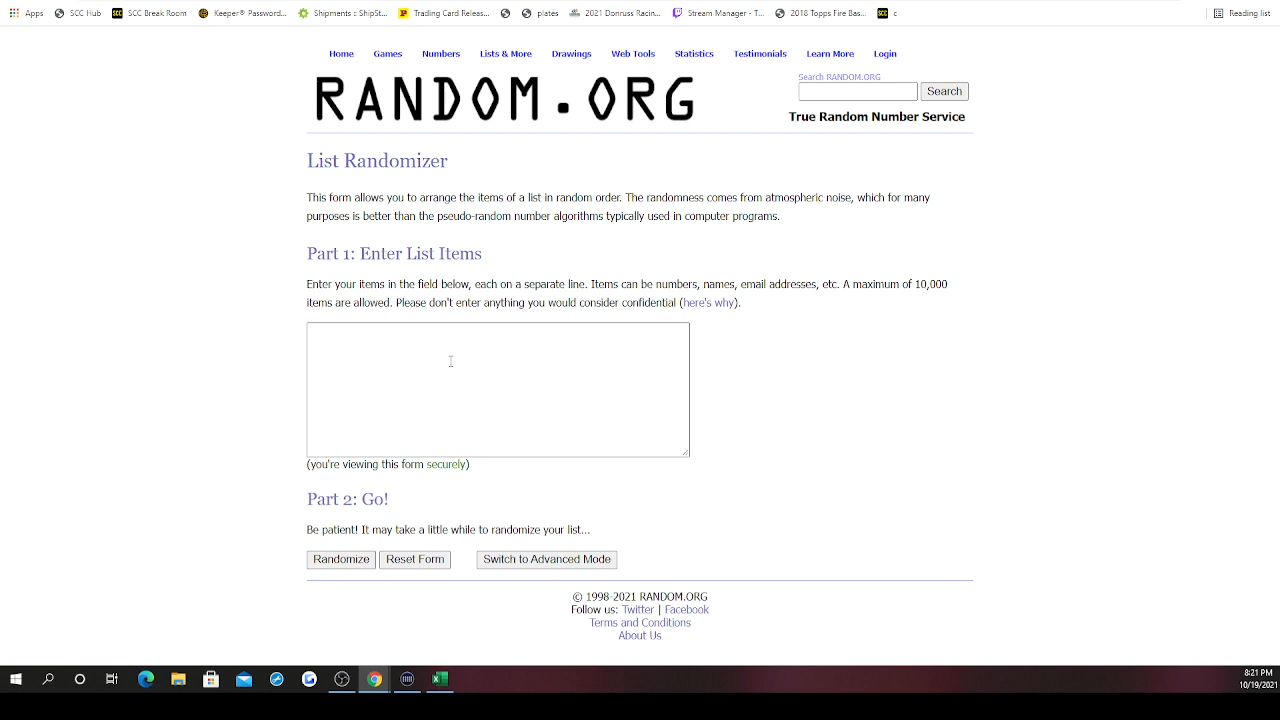 Apps SCC Hub SCC Break Room Keeper® Password... Shipments :: ShipSt... Trading Card Releas... plates 2021 Donruss Racin... Stream Manager - T... 2018 Topps Fire Bas... c Reading list
Home Games Numbers Lists & More Drawings Web Tools Statistics Testimonials Learn More Login
RANDOM.ORG
Search RANDOM.ORG
Search
True Random Number Service
List Randomizer
This form allows you to arrange the items of a list in random order. The randomness comes from atmospheric noise, which for many
purposes is better than the pseudo-random number algorithms typically used in computer programs.
Part 1: Enter List Items
Enter your items in the field below, each on a separate line. Items can be numbers, names, email addresses, etc. A maximum of 10,000
items are allowed. Please don't enter anything you would consider confidential (here's why).
(you're viewing this form securely)
Part 2: Go!
Be patient! It may take a little while to randomize your list...
Randomize Reset Form Switch to Advanced Mode
© 1998-2021 RANDOM.ORG
Follow us: Twitter | Facebook
Terms and Conditions
About Us
8:21 PM
10/19/2021